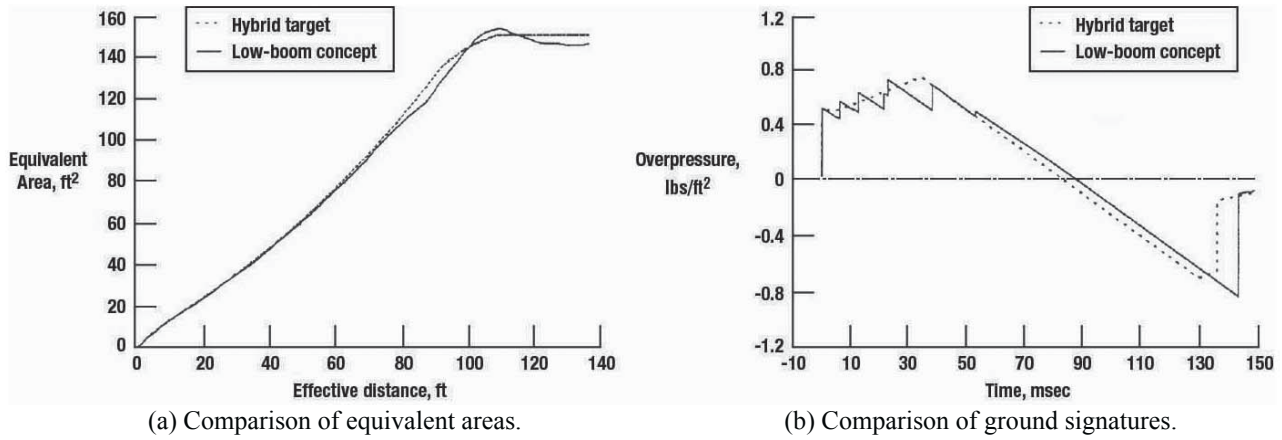 160
140
120
100
80
60
40
20
0
Equivalent
Area, ft²
Hybrid target
Low-boom concept
0 20 40 60 80 100 120 140
Effective distance, ft
(a) Comparison of equivalent areas.
1.2
0.8
0.4
0
-0.4
-0.8
-1.2
Overpressure,
lbs/ft²
Hybrid target
Low-boom concept
-10 10 30 50 70 90 110 130 150
Time, msec
(b) Comparison of ground signatures.